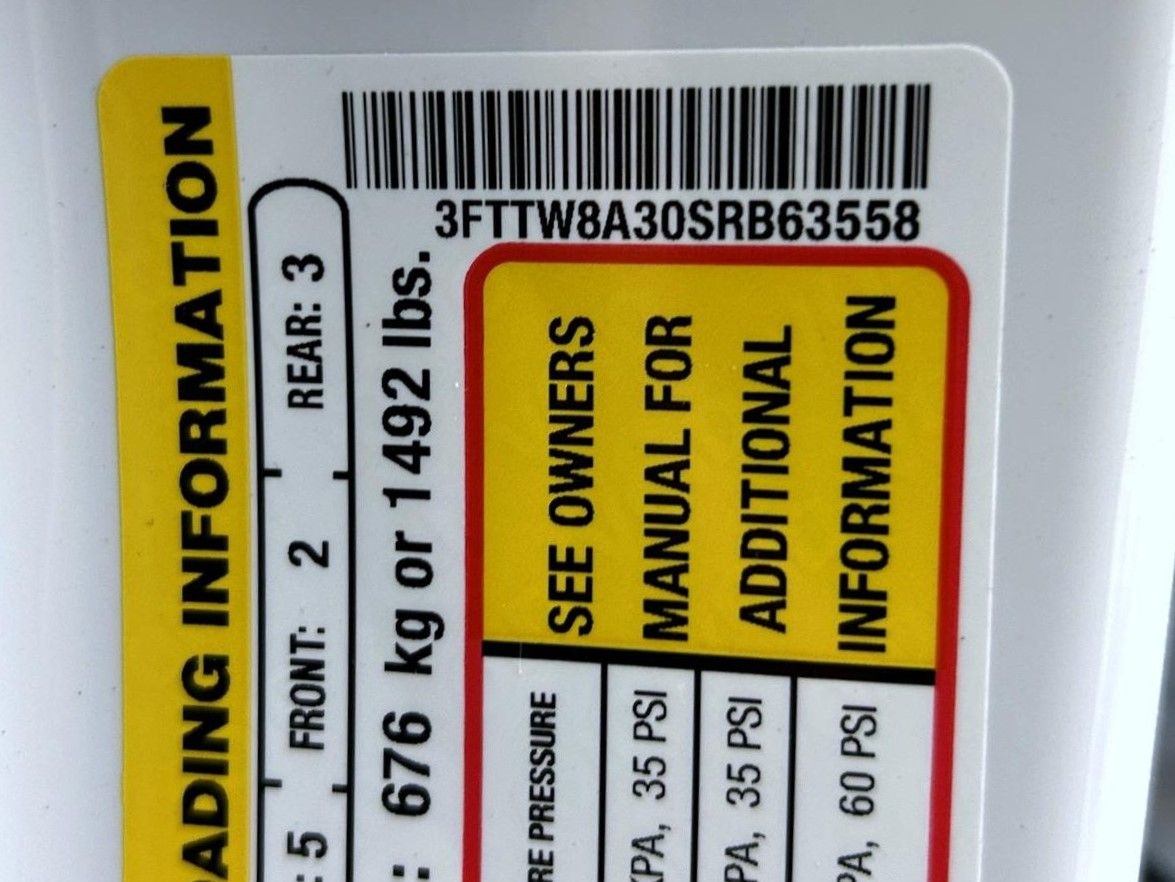 3FTTW8A30SRB63558
ADING INFORMATION
: 5 FRONT: 2 REAR: 3
: 676 kg or 1492 lbs.
RE PRESSURE
KPA, 35 PSI
PA, 35 PSI
PA, 60 PSI
SEE OWNERS
MANUAL FOR
ADDITIONAL
INFORMATION